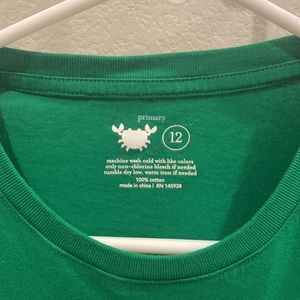 primary
12
machine wash cold with like colors
only non-chlorine bleach if needed
tumble dry low, warm iron if needed
100% cotton
made in china | RN 145938